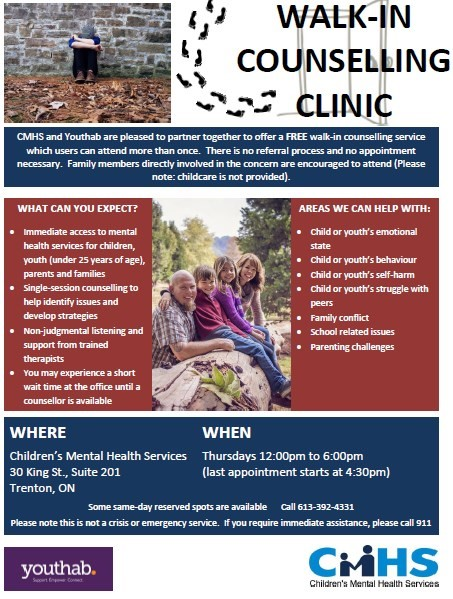 WALK-IN
COUNSELLING
CLINIC
CMHS and Youthab are pleased to partner together to offer a FREE walk-in counselling service
which users can attend more than once. There is no referral process and no appointment
necessary. Family members directly involved in the concern are encouraged to attend (Please
note: childcare is not provided).
WHAT CAN YOU EXPECT?
• Immediate access to mental
health services for children,
youth (under 25 years of age),
parents and families
• Single-session counselling to
help identify issues and
develop strategies
• Non-judgmental listening and
support from trained
therapists
• You may experience a short
wait time at the office until a
counsellor is available
AREAS WE CAN HELP WITH:
• Child or youth's emotional
state
• Child or youth's behaviour
• Child or youth's self-harm
• Child or youth's struggle with
peers
• Family conflict
• School related issues
• Parenting challenges
WHERE
Children's Mental Health Services
30 King St., Suite 201
Trenton, ON
WHEN
Thursdays 12:00pm to 6:00pm
(last appointment starts at 4:30pm)
Some same-day reserved spots are available Call 613-392-4331
Please note this is not a crisis or emergency service. If you require immediate assistance, please call 911
youthab.
Support. Empower. Connect.
CMHS
Children's Mental Health Services